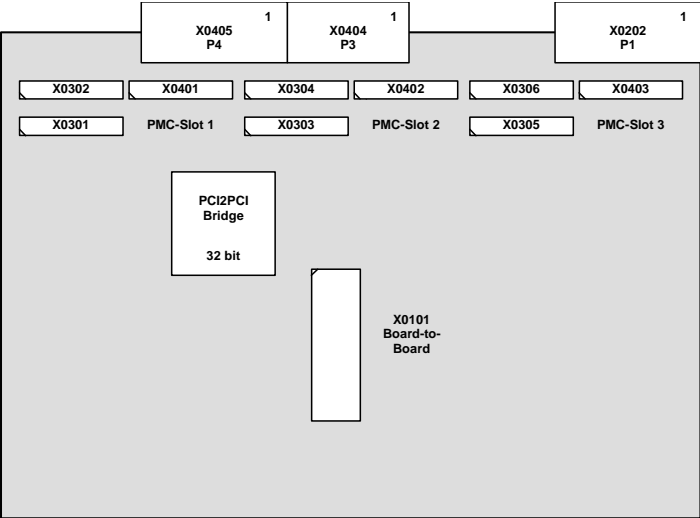 1
X0405
P4
1
X0404
P3
1
X0202
P1
X0302
X0401
X0304
X0402
X0306
X0403
X0301
PMC-Slot 1
X0303
PMC-Slot 2
X0305
PMC-Slot 3
PCI2PCI
Bridge
32 bit
X0101
Board-to-
Board